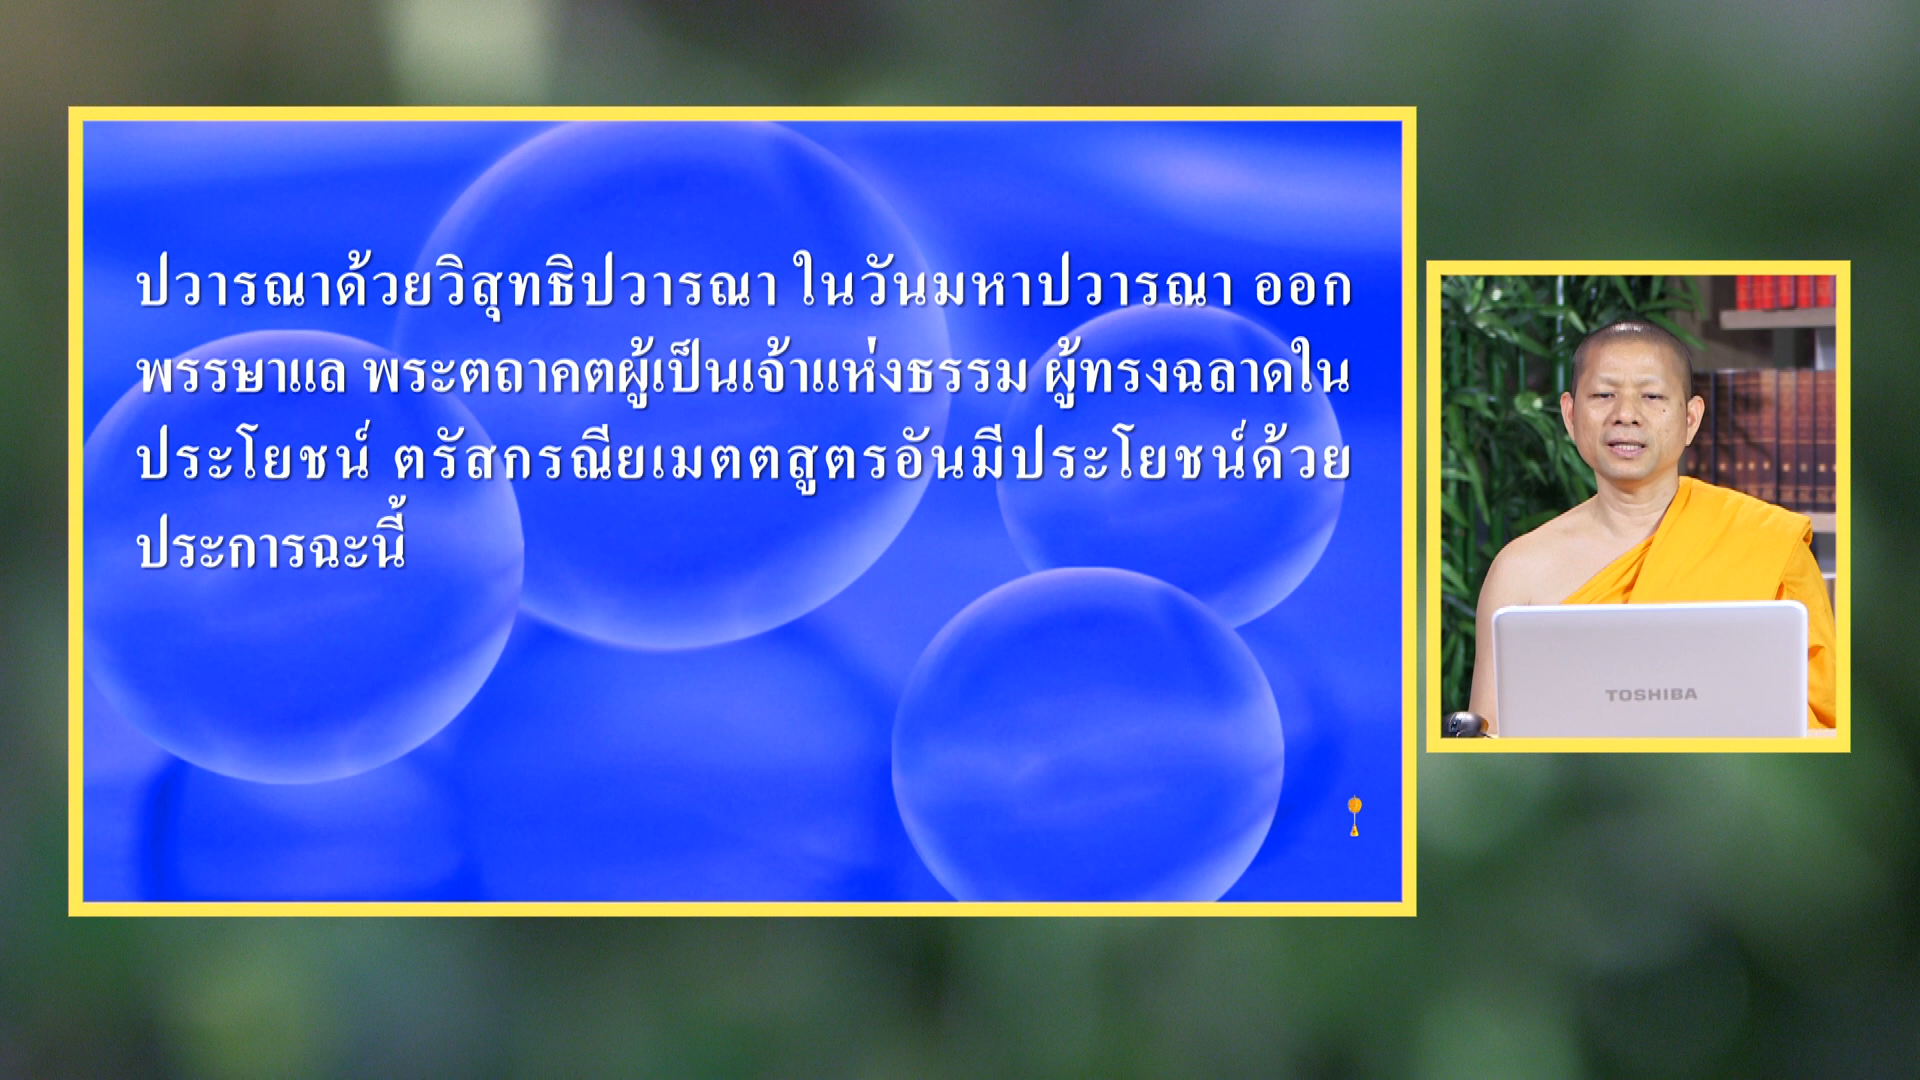 ปวารณาด้วยวิสุทธิปวารณา ในวันมหาปวารณา ออก
พรรษาแล พระตถาคตผู้เป็นเจ้าแห่งธรรม ผู้ทรงฉลาดใน
ประโยชน์ ตรัสกรณียเมตตสูตรอันมีประโยชน์ด้วย
ประการฉะนี้
TOSHIBA